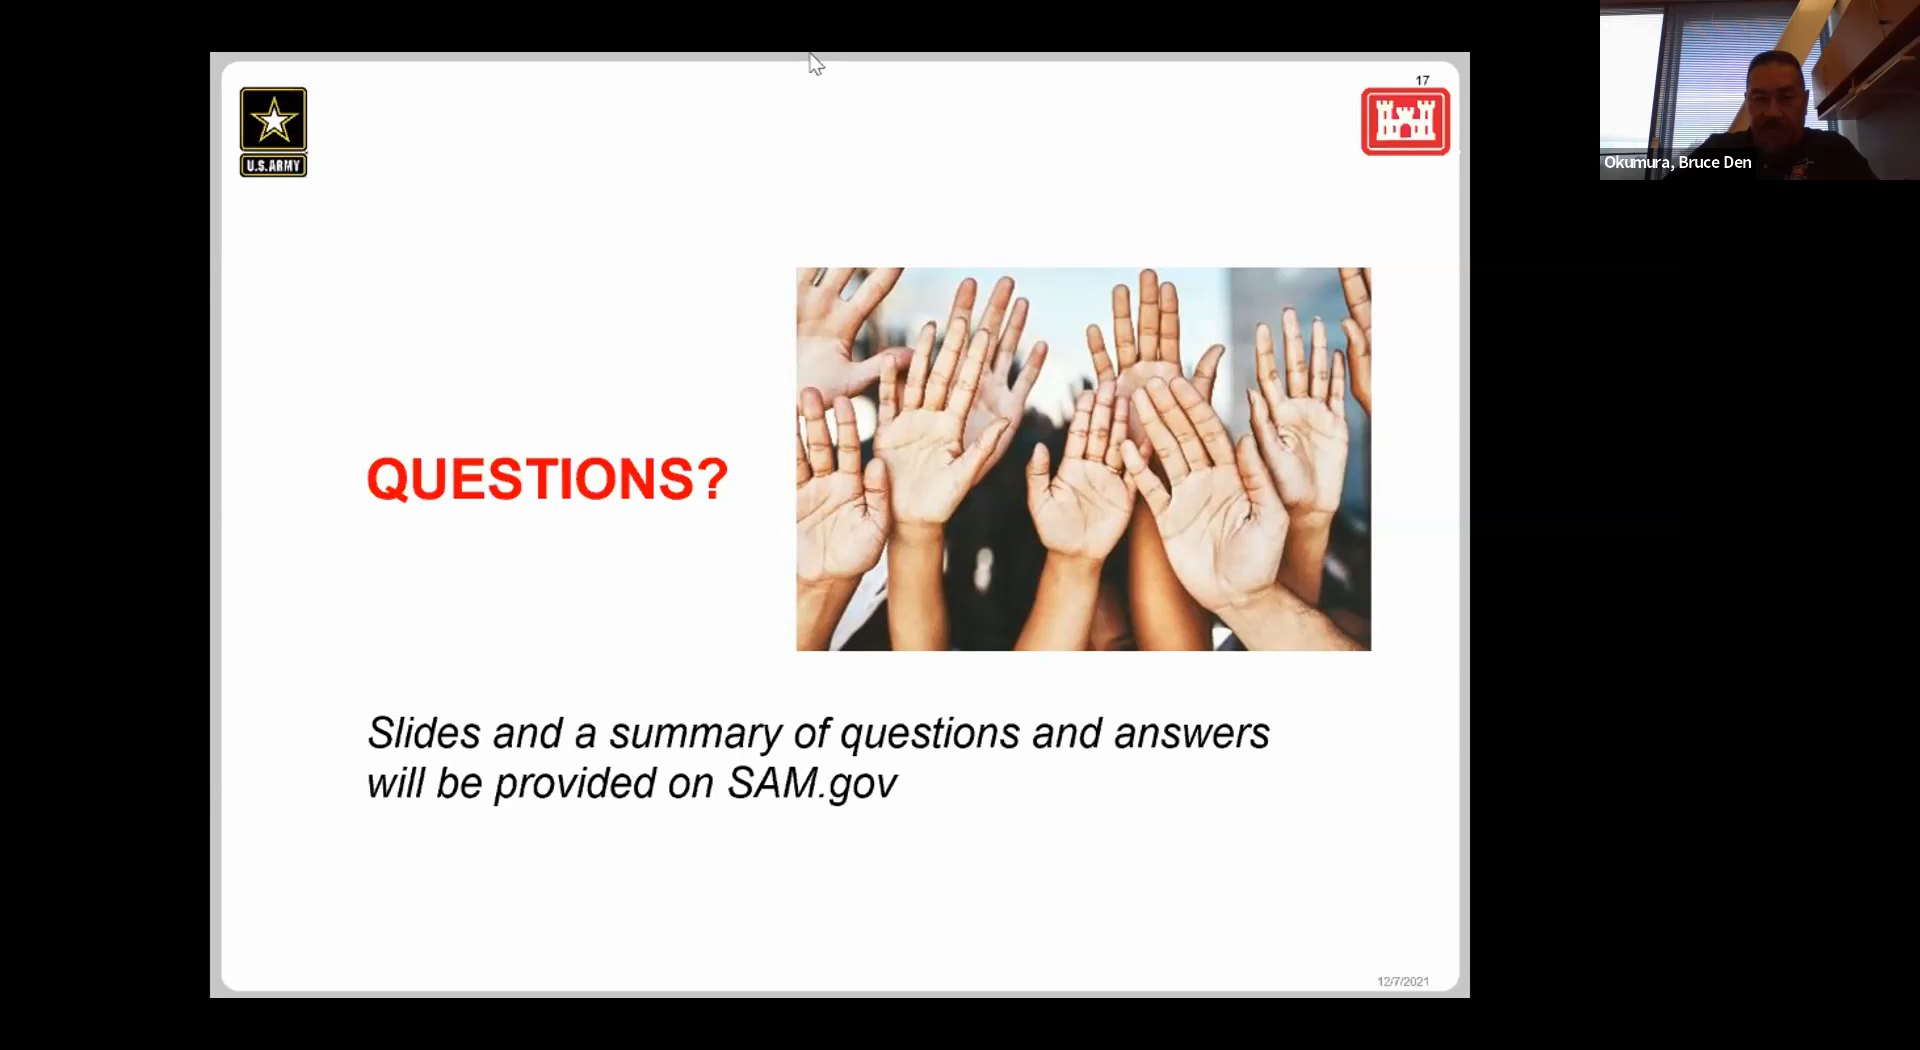 17
U.S.ARMY
Okumura, Bruce Den
QUESTIONS?
Slides and a summary of questions and answers
will be provided on SAM.gov
12/7/2021